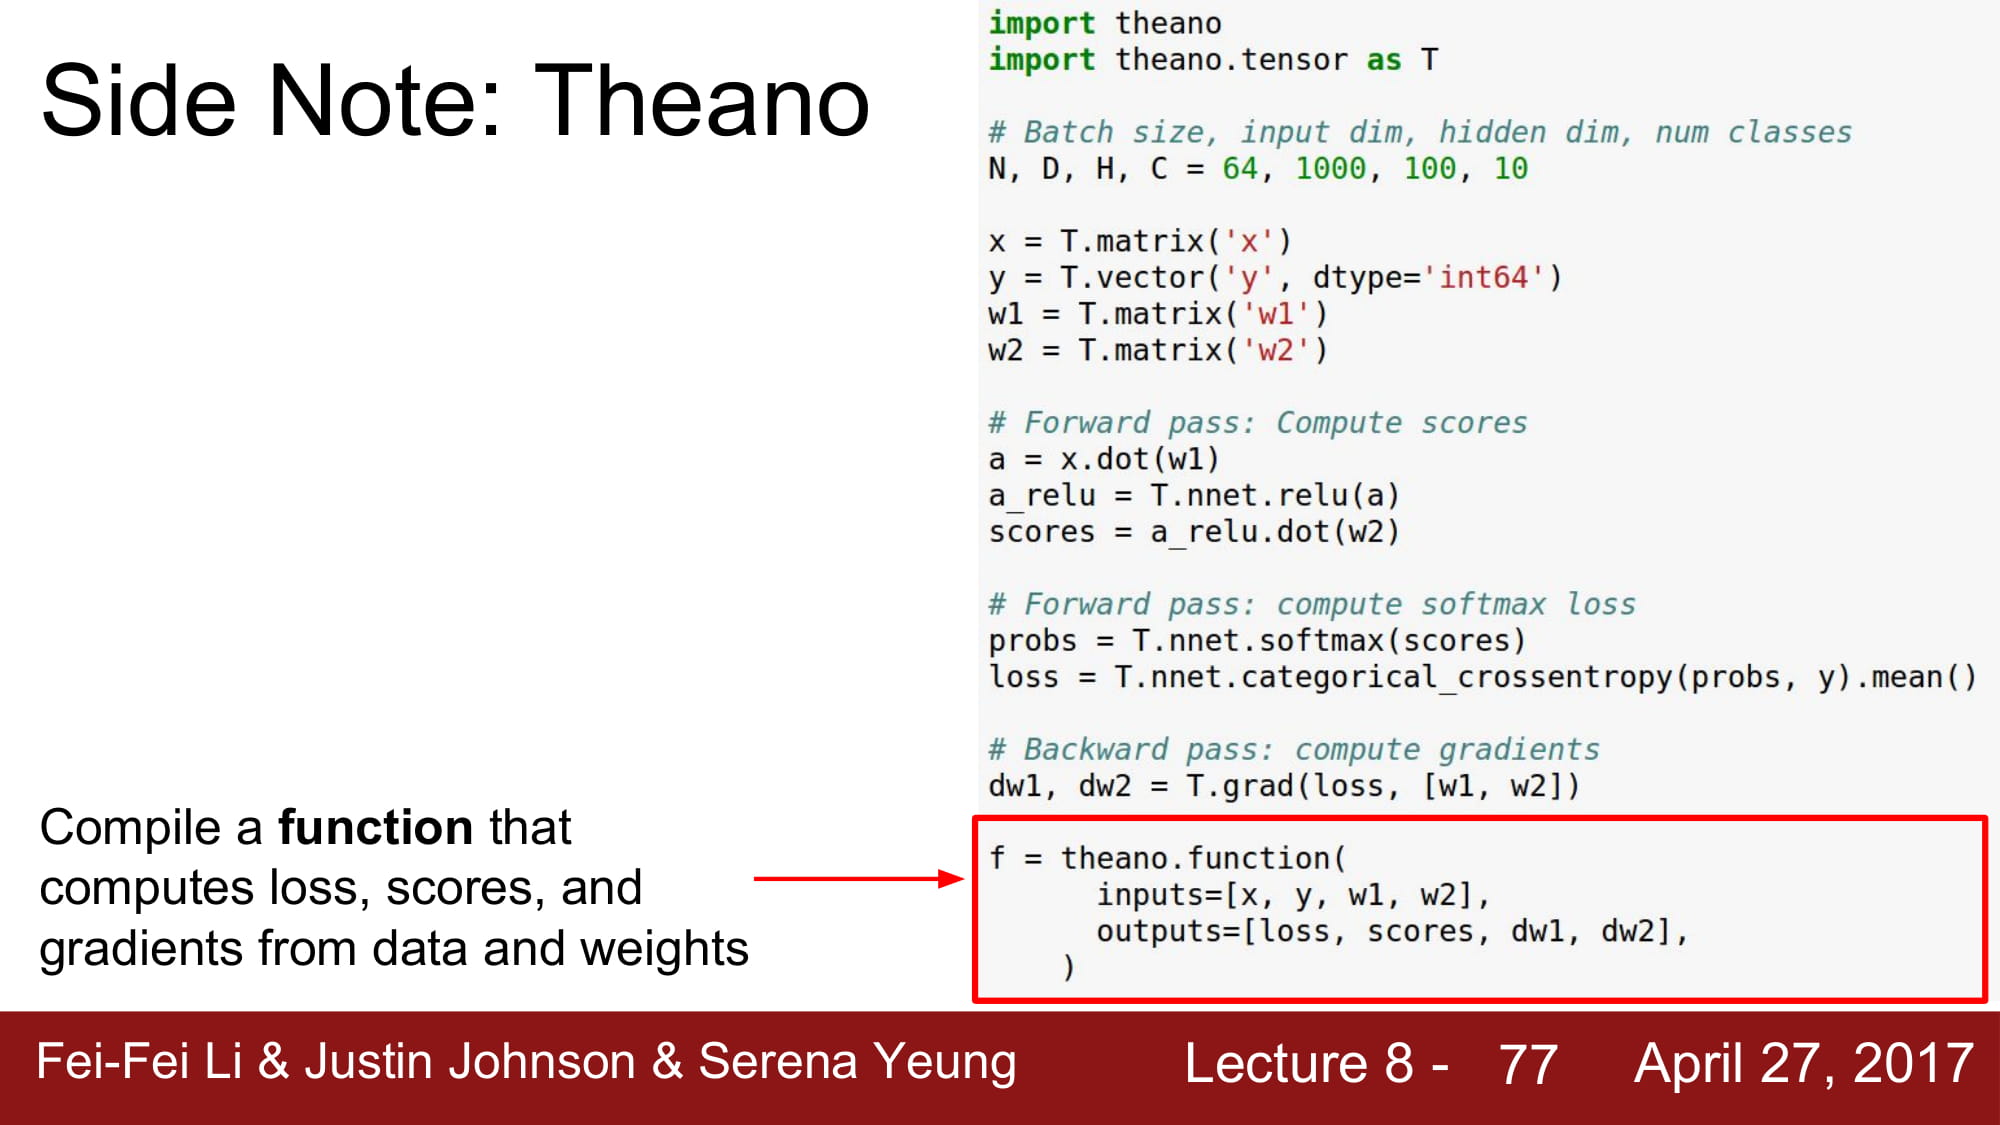 Side Note: Theano
import theano
import theano.tensor as T
# Batch size, input dim, hidden dim, num classes
N, D, H, C = 64, 1000, 100, 10
x = T.matrix('x')
y = T.vector('y', dtype='int64')
w1 = T.matrix('w1')
w2 = T.matrix('w2')
# Forward pass: Compute scores
a = x.dot(w1)
a_relu = T.nnet.relu(a)
scores = a_relu.dot(w2)
# Forward pass: compute softmax loss
probs = T.nnet.softmax(scores)
loss = T.nnet.categorical_crossentropy(probs, y).mean()
# Backward pass: compute gradients
dw1, dw2 = T.grad(loss, [w1, w2])
Compile a function that
computes loss, scores, and
gradients from data and weights
f = theano.function(
      inputs=[x, y, w1, w2],
      outputs=[loss, scores, dw1, dw2],
    )
Fei-Fei Li & Justin Johnson & Serena Yeung
Lecture 8 - 77
April 27, 2017